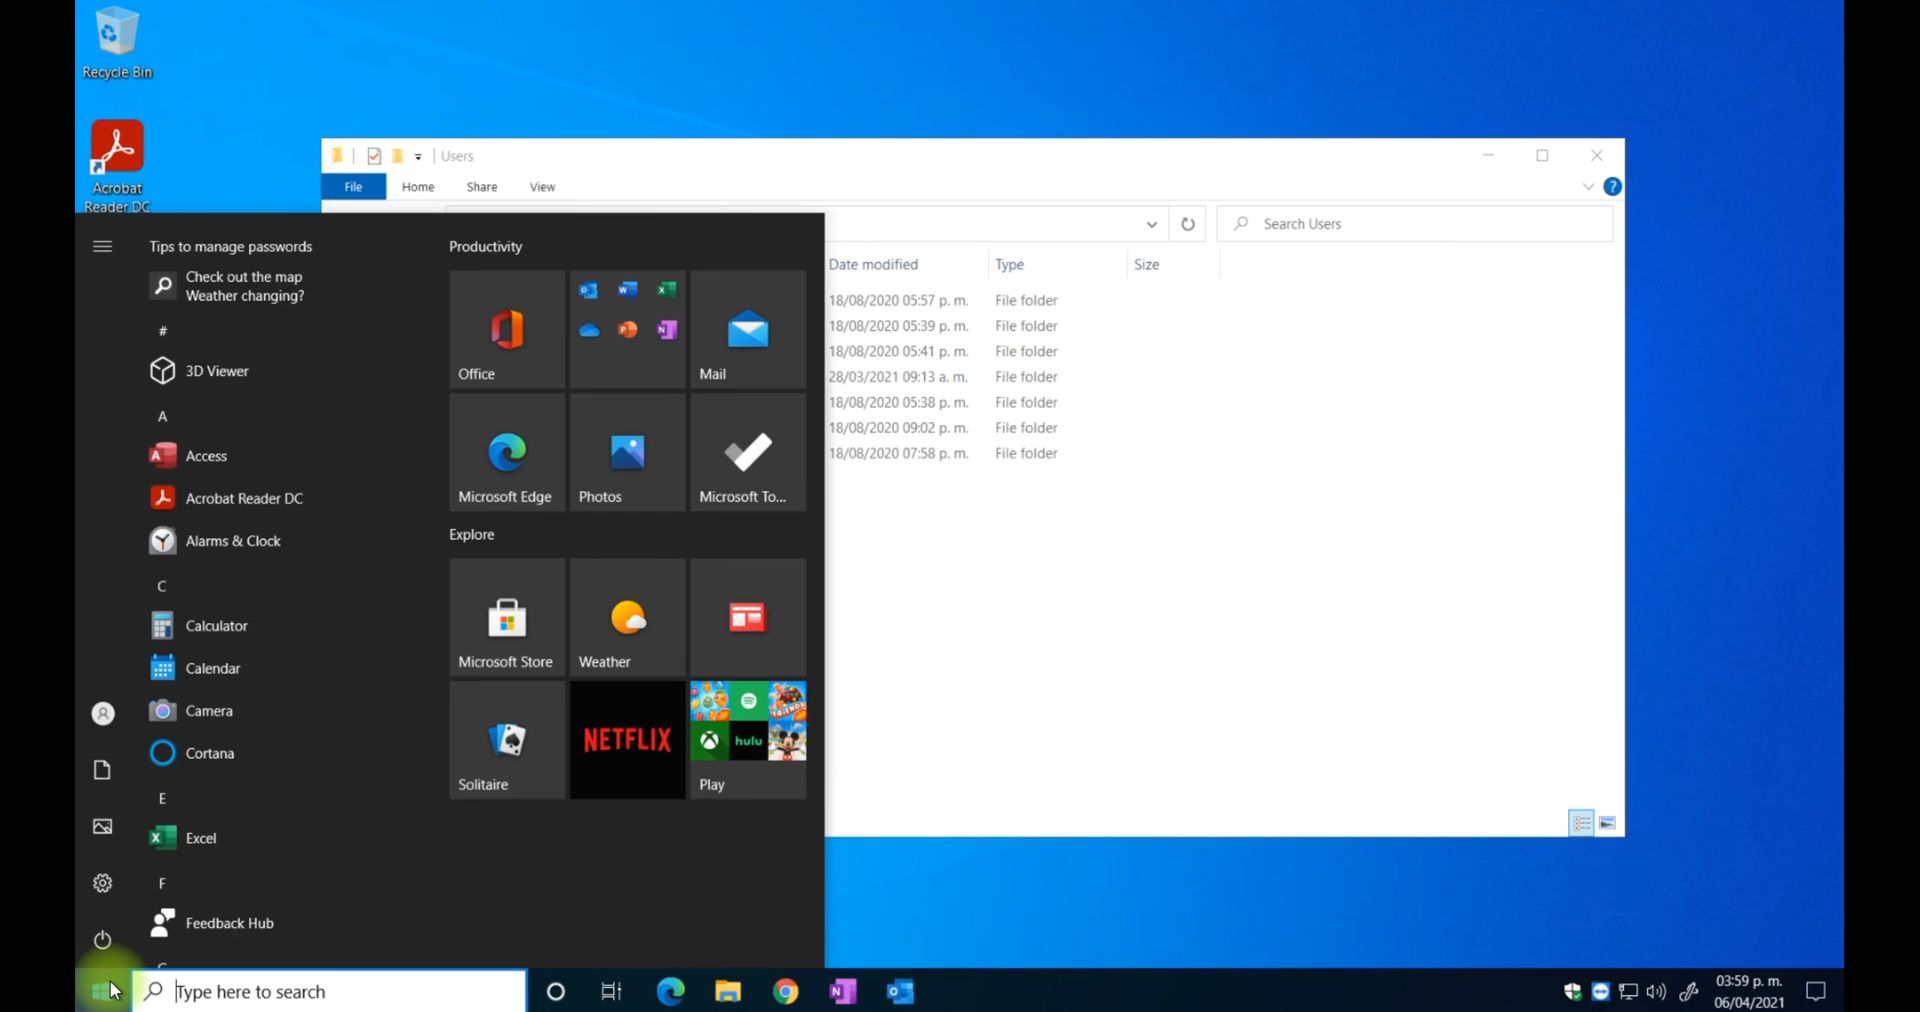 Recycle Bin
Acrobat
Reader DC
Users
File
Home
Share
View
Search Users
Date modified
Type
Size
18/08/2020 05:57 p. m.
File folder
18/08/2020 05:39 p. m.
File folder
18/08/2020 05:41 p. m.
File folder
28/03/2021 09:13 a. m.
File folder
18/08/2020 05:38 p. m.
File folder
18/08/2020 09:02 p. m.
File folder
18/08/2020 07:58 p. m.
File folder
Tips to manage passwords
Check out the map
Weather changing?
#
3D Viewer
A
Access
Acrobat Reader DC
Alarms & Clock
C
Calculator
Calendar
Camera
Cortana
E
Excel
F
Feedback Hub
Productivity
Office
Mail
Microsoft Edge
Photos
Microsoft To...
Explore
Microsoft Store
Weather
Solitaire
NETFLIX
hulu
Play
Type here to search
03:59 p. m.
06/04/2021